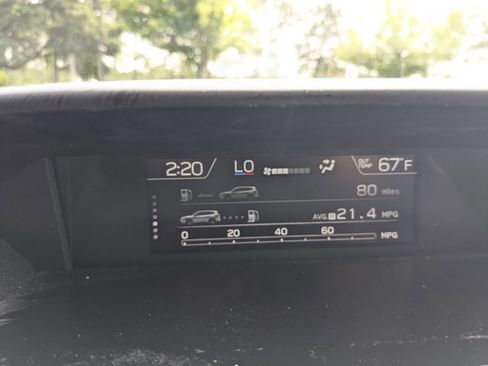 2:20 LO OUT TEMP 67°F
80 miles
AVG. B 21.4 MPG
0 20 40 60 MPG